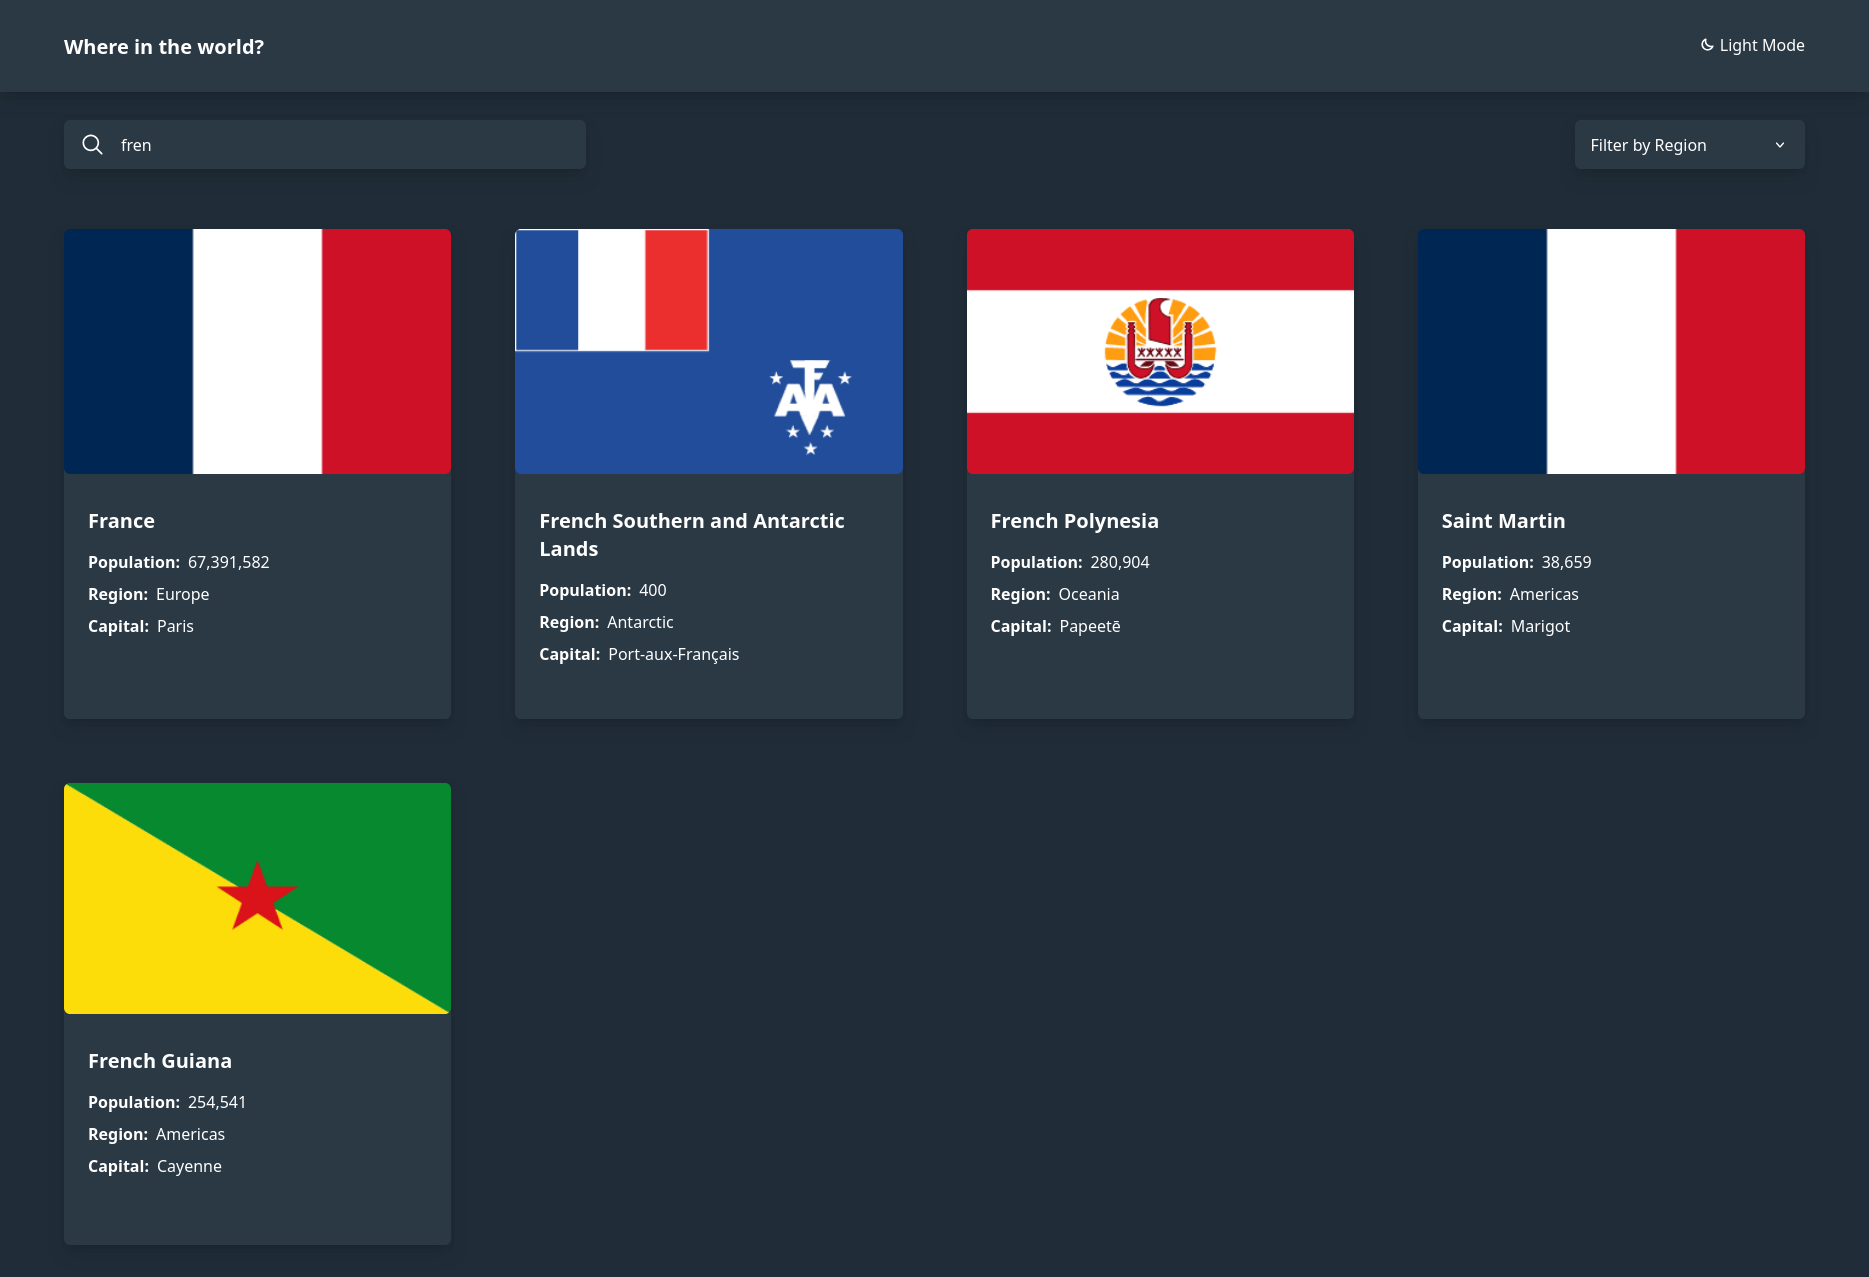 Where in the world?
Light Mode
fren
Filter by Region
France
Population: 67,391,582
Region: Europe
Capital: Paris
French Southern and Antarctic
Lands
Population: 400
Region: Antarctic
Capital: Port-aux-Français
French Polynesia
Population: 280,904
Region: Oceania
Capital: Papeetē
Saint Martin
Population: 38,659
Region: Americas
Capital: Marigot
French Guiana
Population: 254,541
Region: Americas
Capital: Cayenne